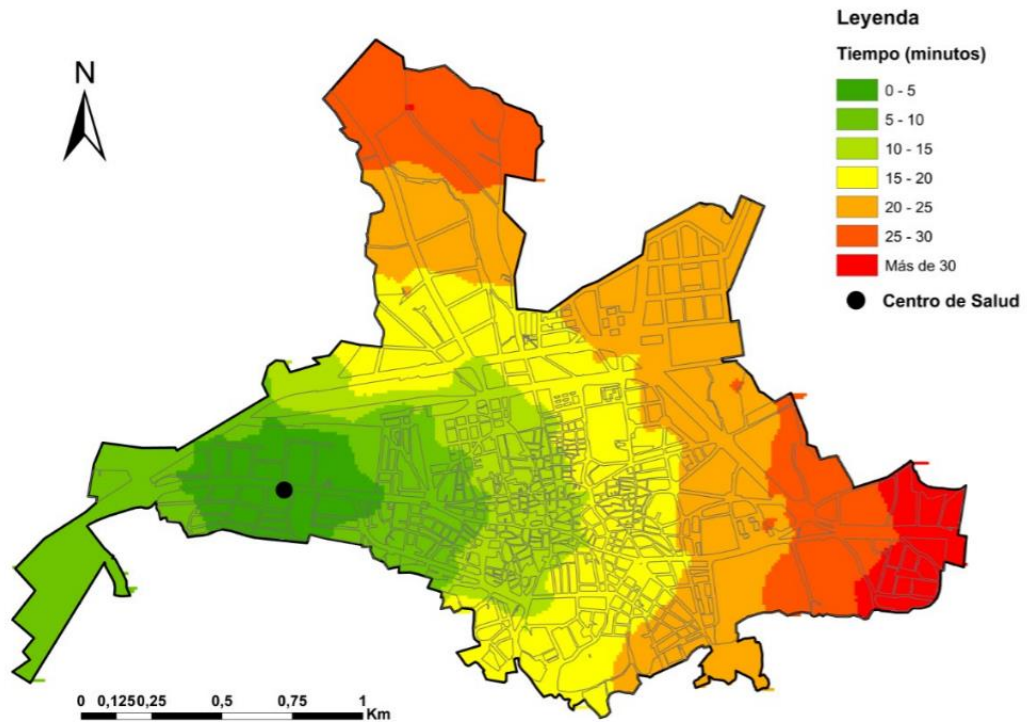 Leyenda
Tiempo (minutos)
0 - 5
5 - 10
10 - 15
15 - 20
20 - 25
25 - 30
Más de 30
Centro de Salud
N
0 0,1250,25 0,5 0,75 1
Km